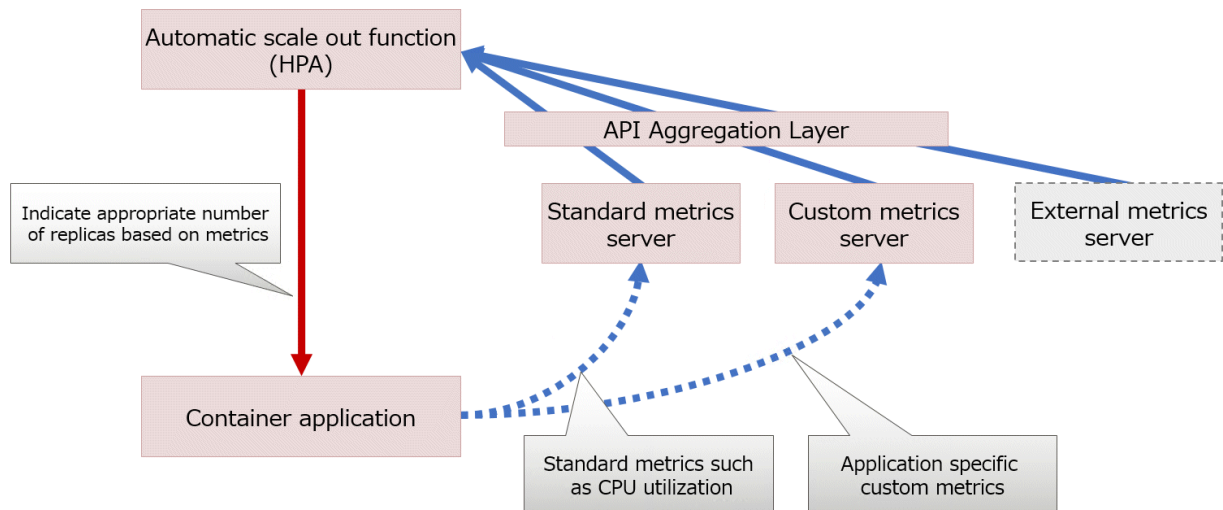 Automatic scale out function
(HPA)
API Aggregation Layer
Indicate appropriate number
of replicas based on metrics
Standard metrics
server
Custom metrics
server
External metrics
server
Container application
Standard metrics such
as CPU utilization
Application specific
custom metrics